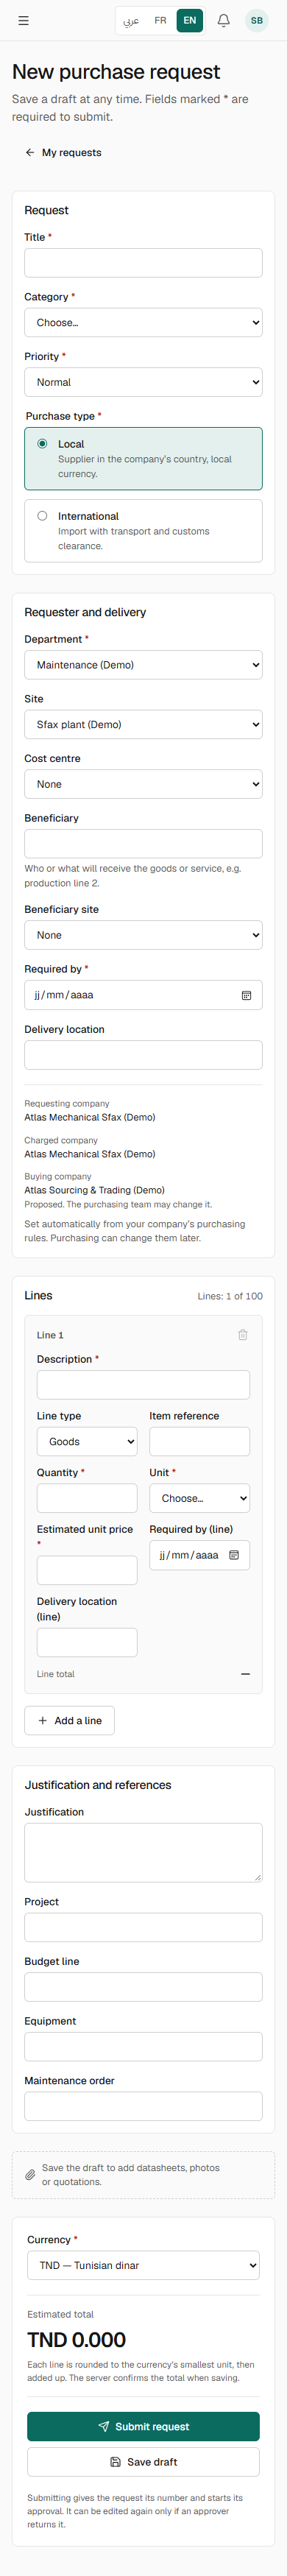 عربي FR EN SB
New purchase request
Save a draft at any time. Fields marked * are
required to submit.
← My requests
Request
Title *
Category *
Choose...
Priority *
Normal
Purchase type *
Local
Supplier in the company's country, local
currency.
International
Import with transport and customs
clearance.
Requester and delivery
Department *
Maintenance (Demo)
Site
Sfax plant (Demo)
Cost centre
None
Beneficiary
Who or what will receive the goods or service, e.g.
production line 2.
Beneficiary site
None
Required by *
jj/mm/aaaa
Delivery location
Requesting company
Atlas Mechanical Sfax (Demo)
Charged company
Atlas Mechanical Sfax (Demo)
Buying company
Atlas Sourcing & Trading (Demo)
Proposed. The purchasing team may change it.
Set automatically from your company's purchasing
rules. Purchasing can change them later.
Lines
Lines: 1 of 100
Line 1
Description *
Line type
Item reference
Goods
Quantity *
Unit *
Choose...
Estimated unit price
*
Required by (line)
jj/mm/aaaa
Delivery location
(line)
Line total —
+ Add a line
Justification and references
Justification
Project
Budget line
Equipment
Maintenance order
Save the draft to add datasheets, photos
or quotations.
Currency *
TND — Tunisian dinar
Estimated total
TND 0.000
Each line is rounded to the currency's smallest unit, then
added up. The server confirms the total when saving.
Submit request
Save draft
Submitting gives the request its number and starts its
approval. It can be edited again only if an approver
returns it.